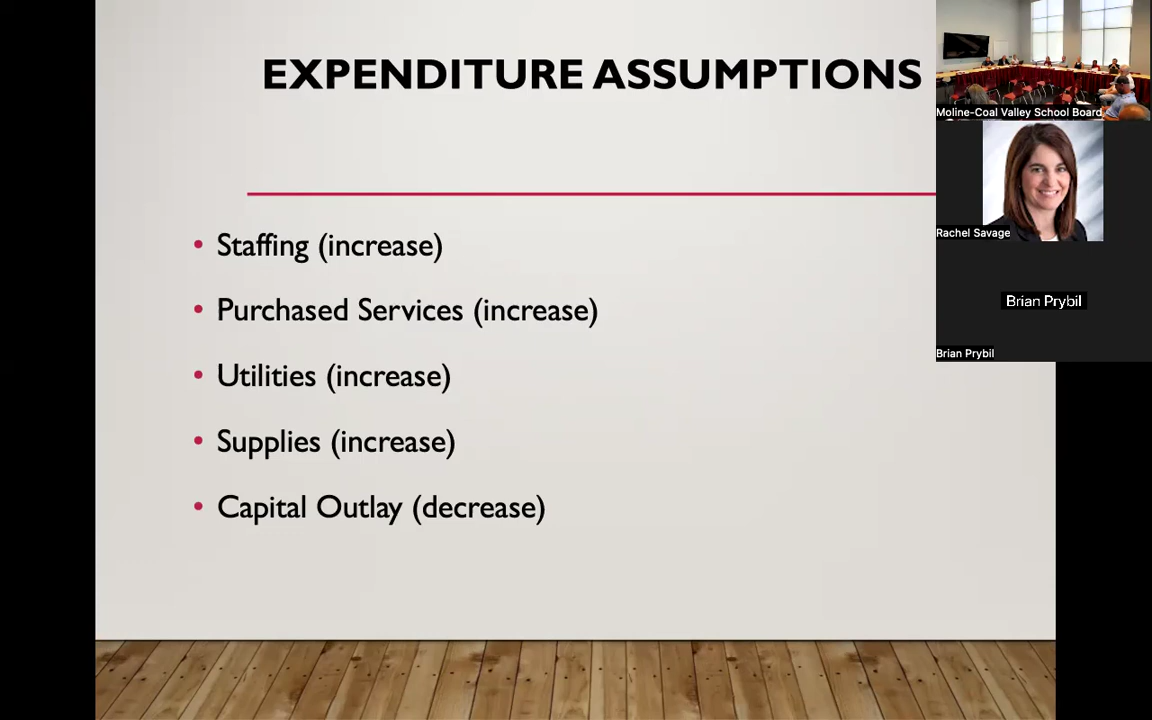 EXPENDITURE ASSUMPTIONS
• Staffing (increase)
• Purchased Services (increase)
• Utilities (increase)
• Supplies (increase)
• Capital Outlay (decrease)
Moline-Coal Valley School Board
Rachel Savage
Brian Prybil
Brian Prybil